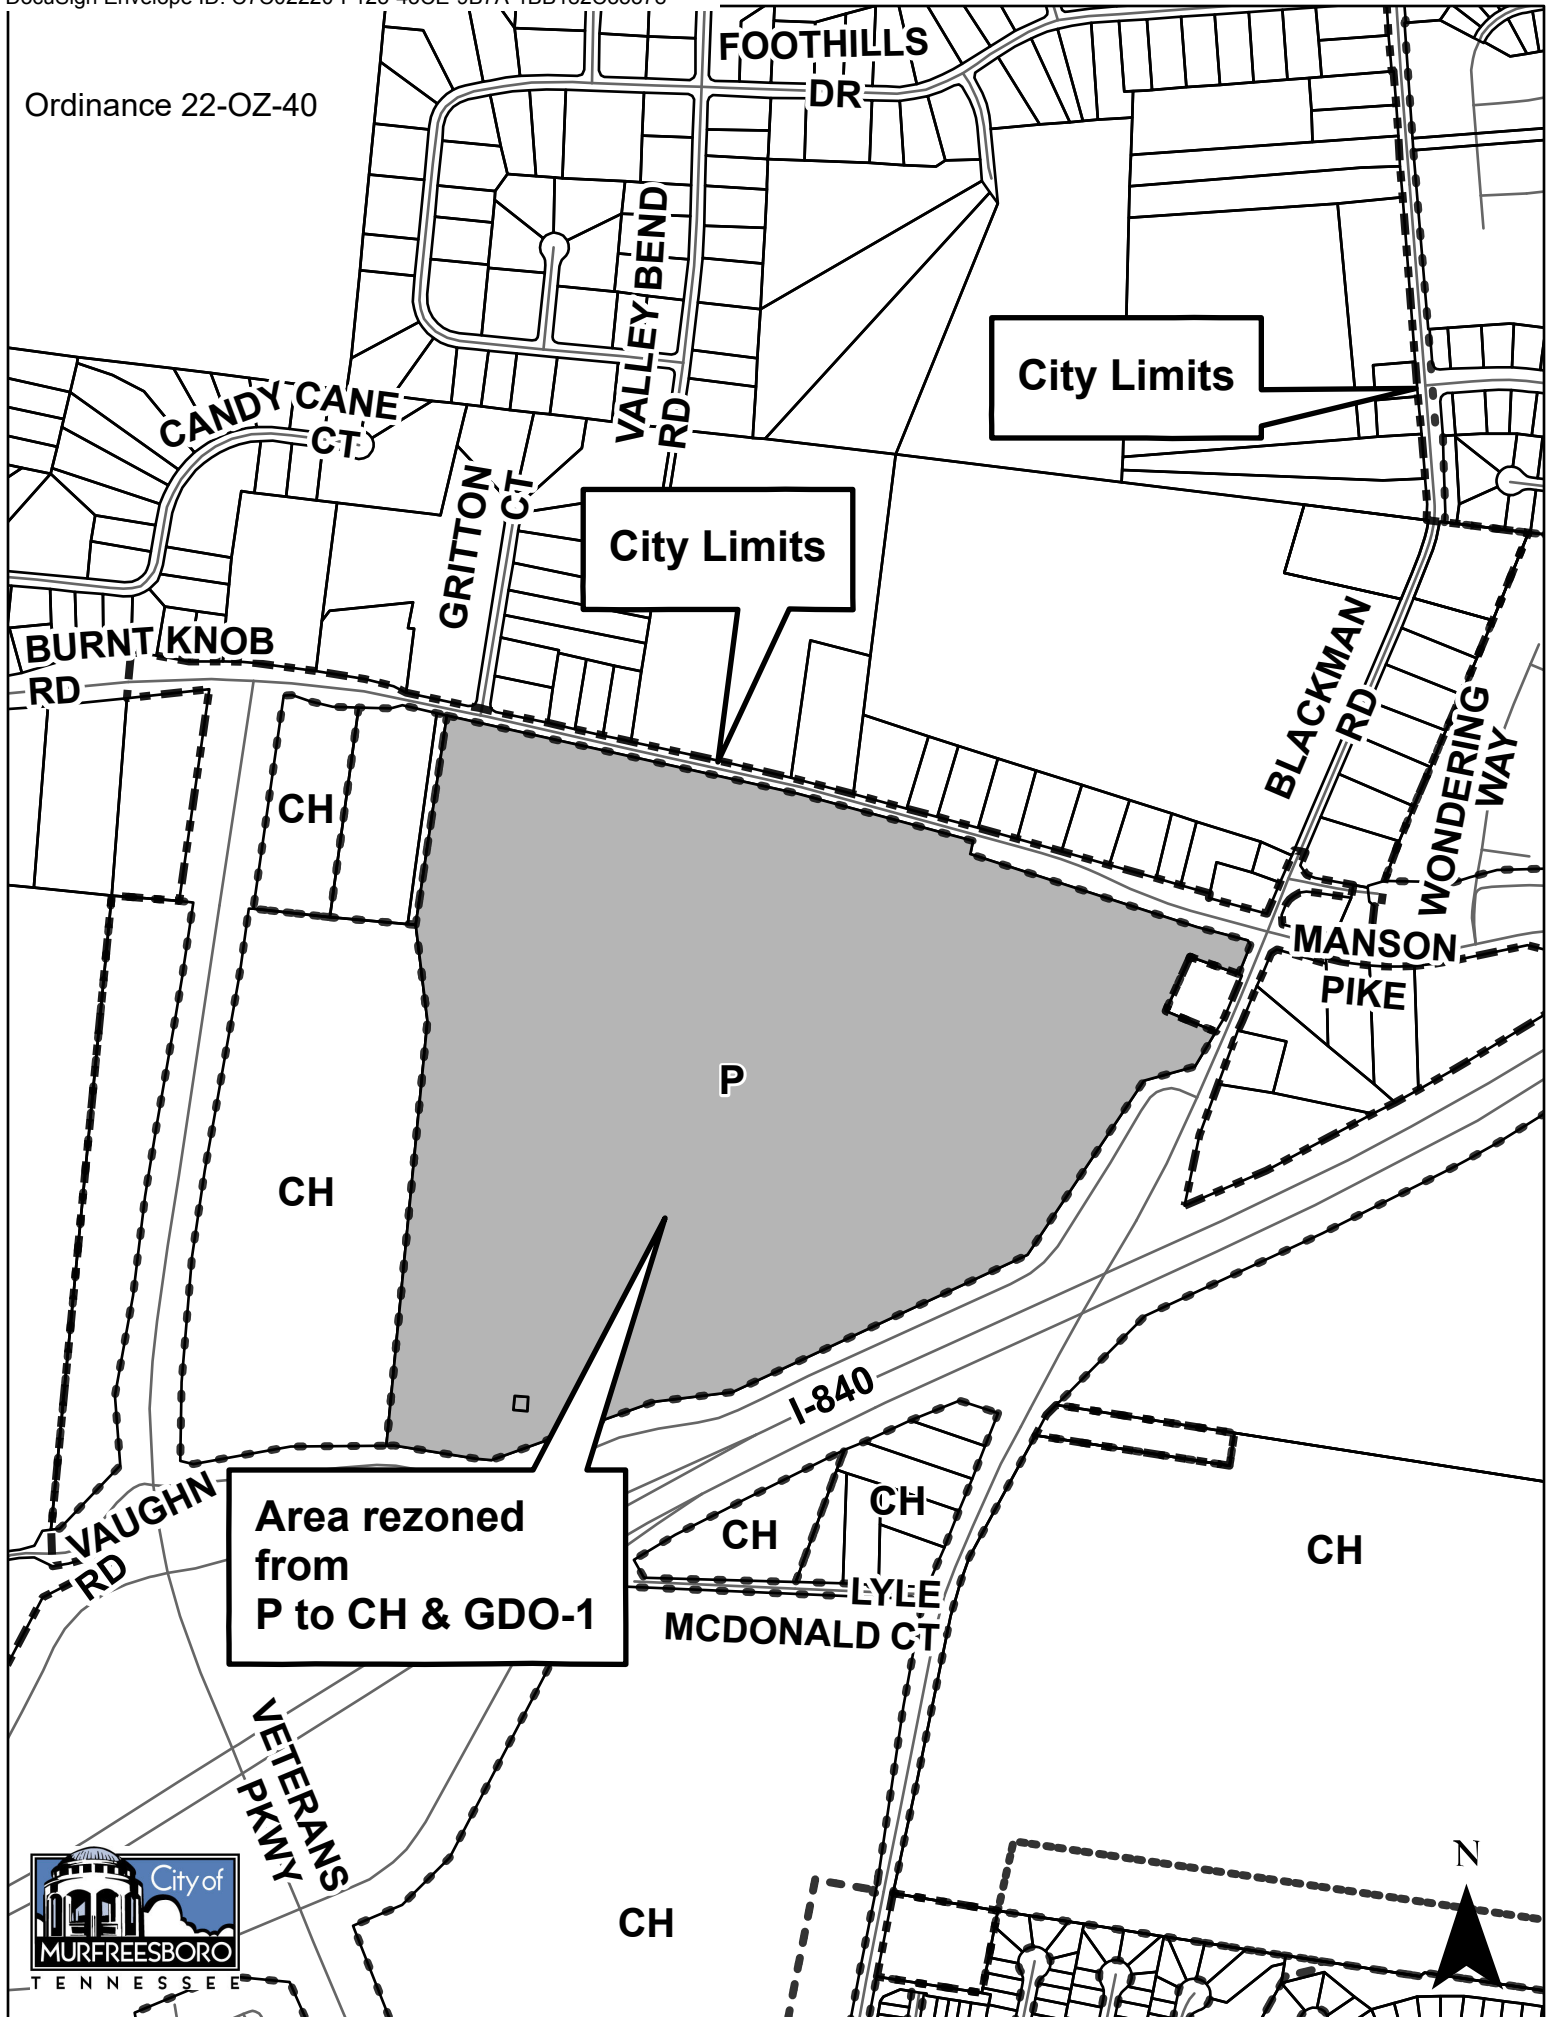 Ordinance 22-OZ-40
FOOTHILLS
DR
VALLEY BEND
RD
City Limits
CANDY CANE
CT
GRITTON
CT
City Limits
BURNT KNOB
RD
BLACKMAN
RD
WONDERING
WAY
CH
MANSON
PIKE
P
CH
I-840
VAUGHN
RD
Area rezoned
from
P to CH & GDO-1
CH
CH
CH
LYLE
MCDONALD CT
VETERANS
PKWY
City of
MURFREESBORO
TENNESSEE
CH
N